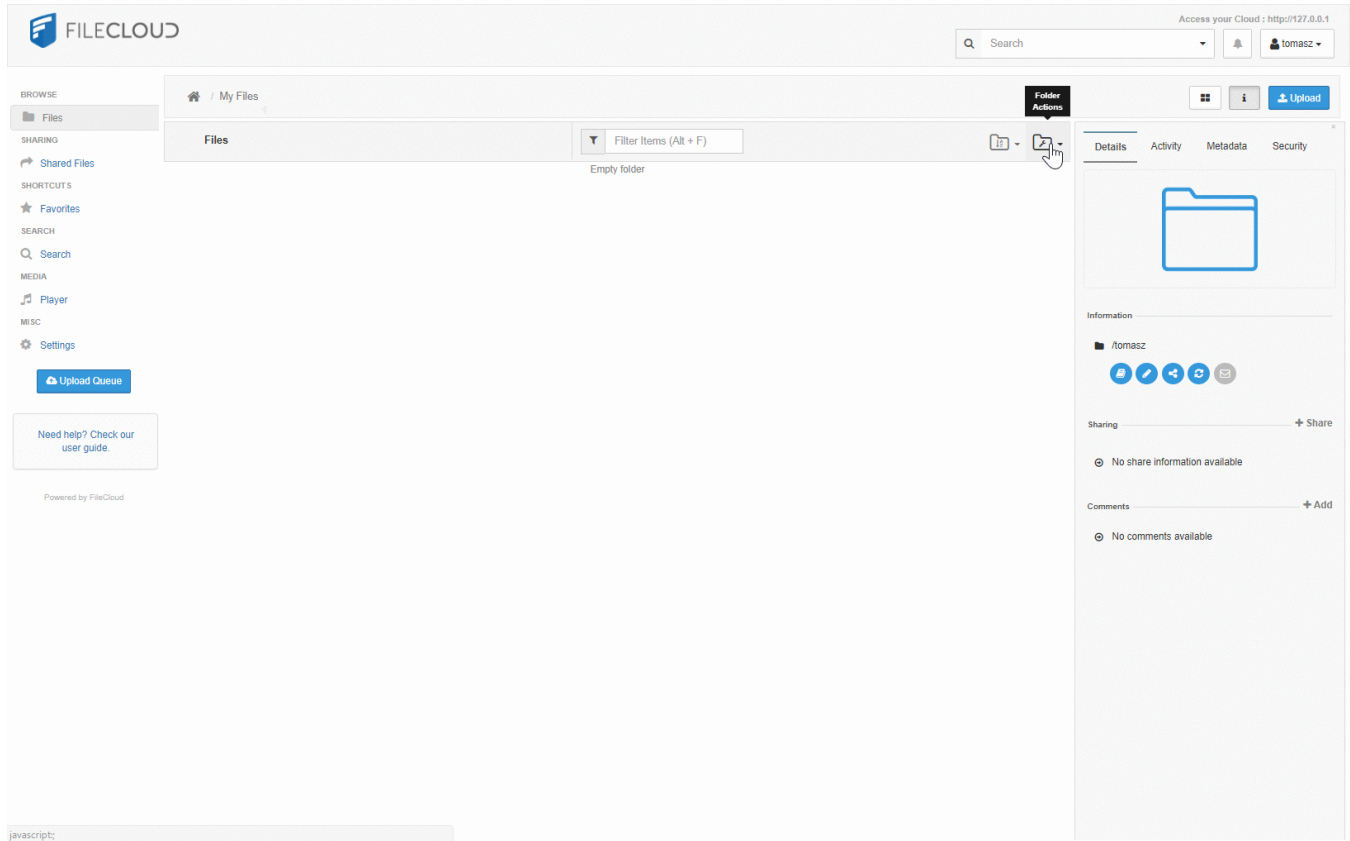 FILECLOUD
Access your Cloud : http://127.0.0.1
Search
tomasz
BROWSE
Files
SHARING
Shared Files
SHORTCUTS
Favorites
SEARCH
Search
MEDIA
Player
MISC
Settings
Upload Queue
Need help? Check our
user guide.
Powered by FileCloud
/ My Files
Folder
Actions
i
Upload
Files
Filter Items (Alt + F)
Empty folder
Details Activity Metadata Security
Information
/tomasz
Sharing + Share
No share information available
Comments + Add
No comments available
javascript:;